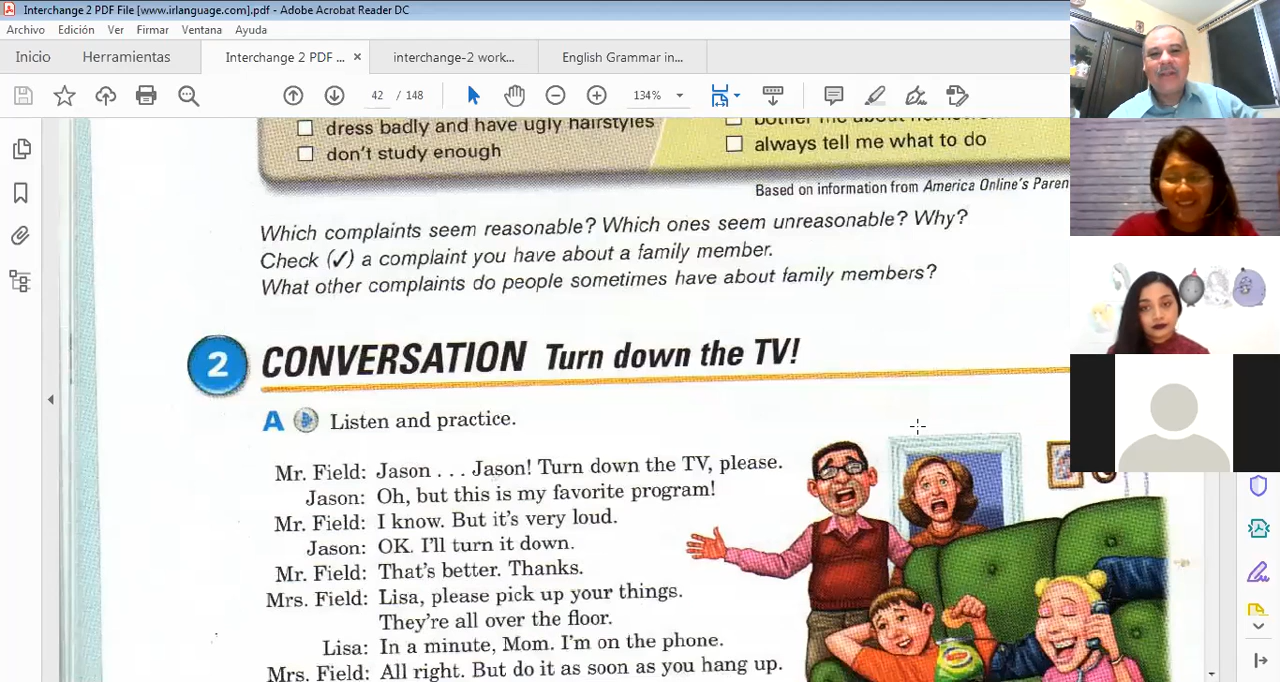 Interchange 2 PDF File [www.irlanguage.com].pdf - Adobe Acrobat Reader DC
Archivo Edición Ver Firmar Ventana Ayuda
Inicio Herramientas Interchange 2 PDF ... × interchange-2 work... English Grammar in...
42 / 148 134%
dress badly and have ugly hairstyles
don't study enough
bother me about
always tell me what to do
Based on information from America Online's Paren
Which complaints seem reasonable? Which ones seem unreasonable? Why?
Check (✓) a complaint you have about a family member.
What other complaints do people sometimes have about family members?
2 CONVERSATION Turn down the TV!
A Listen and practice.
Mr. Field: Jason . . . Jason! Turn down the TV, please.
Jason: Oh, but this is my favorite program!
Mr. Field: I know. But it's very loud.
Jason: OK. I'll turn it down.
Mr. Field: That's better. Thanks.
Mrs. Field: Lisa, please pick up your things.
They're all over the floor.
Lisa: In a minute, Mom. I'm on the phone.
Mrs. Field: All right. But do it as soon as you hang up.